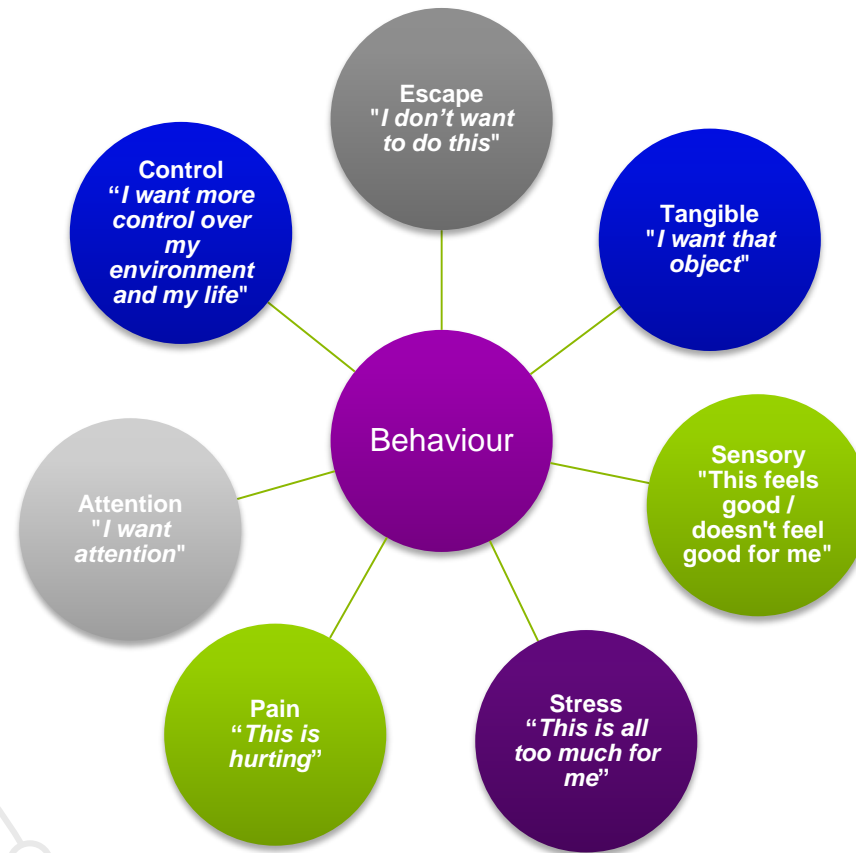 Escape
"I don’t want
to do this"
Tangible
"I want that
object"
Sensory
"This feels
good /
doesn't feel
good for me"
Stress
“This is all
too much for
me”
Pain
“This is
hurting”
Attention
"I want
attention"
Control
“I want more
control over
my
environment
and my life"
Behaviour